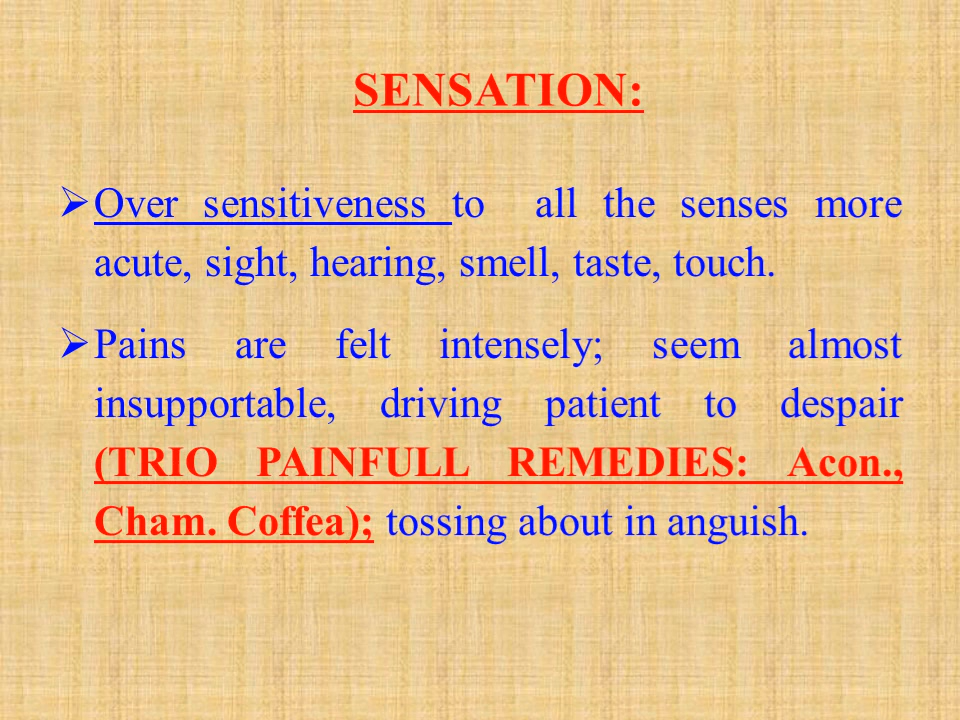 SENSATION:
Over sensitiveness to all the senses more
acute, sight, hearing, smell, taste, touch.
Pains are felt intensely; seem almost
insupportable, driving patient to despair
(TRIO PAINFULL REMEDIES: Acon.,
Cham. Coffea); tossing about in anguish.